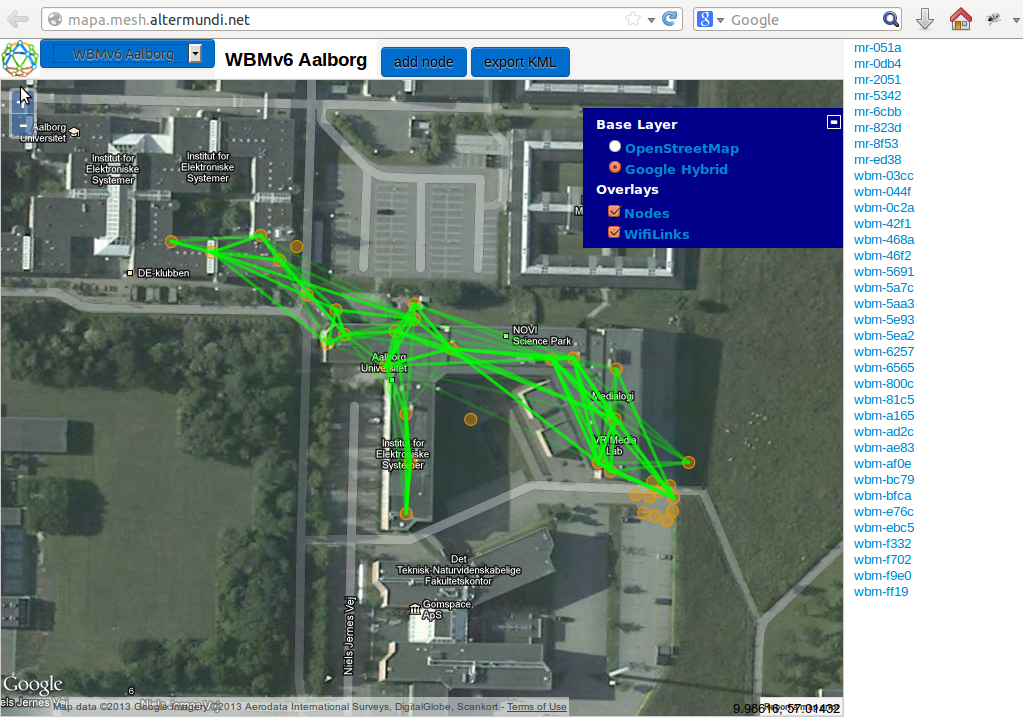 mapa.mesh.altermundi.net
Google
WBMv6 Aalborg
WBMv6 Aalborg
add node
export KML
Aalborg
Universitet
Institut for
Elektroniske
Systemer
Institut for
Elektroniske
Systemer
DE-klubben
Base Layer
OpenStreetMap
Google Hybrid
Overlays
Nodes
WifiLinks
NOVI
Science Park
Aalborg
Universitet
Medialogi
VR Media
Lab
Institut for
Elektroniske
Systemer
Det
Teknisk-Naturvidenskabelige
Fakultetskontor
Gomspace
ApS
Niels Jernes Vej
Google
6
els Jernes Vej
Map data ©2013 Google Imagery ©2013 Aerodata International Surveys, DigitalGlobe, Scankort - Terms of Use
9.98616, 57.01432
mr-051a
mr-0db4
mr-2051
mr-5342
mr-6cbb
mr-823d
mr-8f53
mr-ed38
wbm-03cc
wbm-044f
wbm-0c2a
wbm-42f1
wbm-468a
wbm-46f2
wbm-5691
wbm-5a7c
wbm-5aa3
wbm-5e93
wbm-5ea2
wbm-6257
wbm-6565
wbm-800c
wbm-81c5
wbm-a165
wbm-ad2c
wbm-ae83
wbm-af0e
wbm-bc79
wbm-bfca
wbm-e76c
wbm-ebc5
wbm-f332
wbm-f702
wbm-f9e0
wbm-ff19